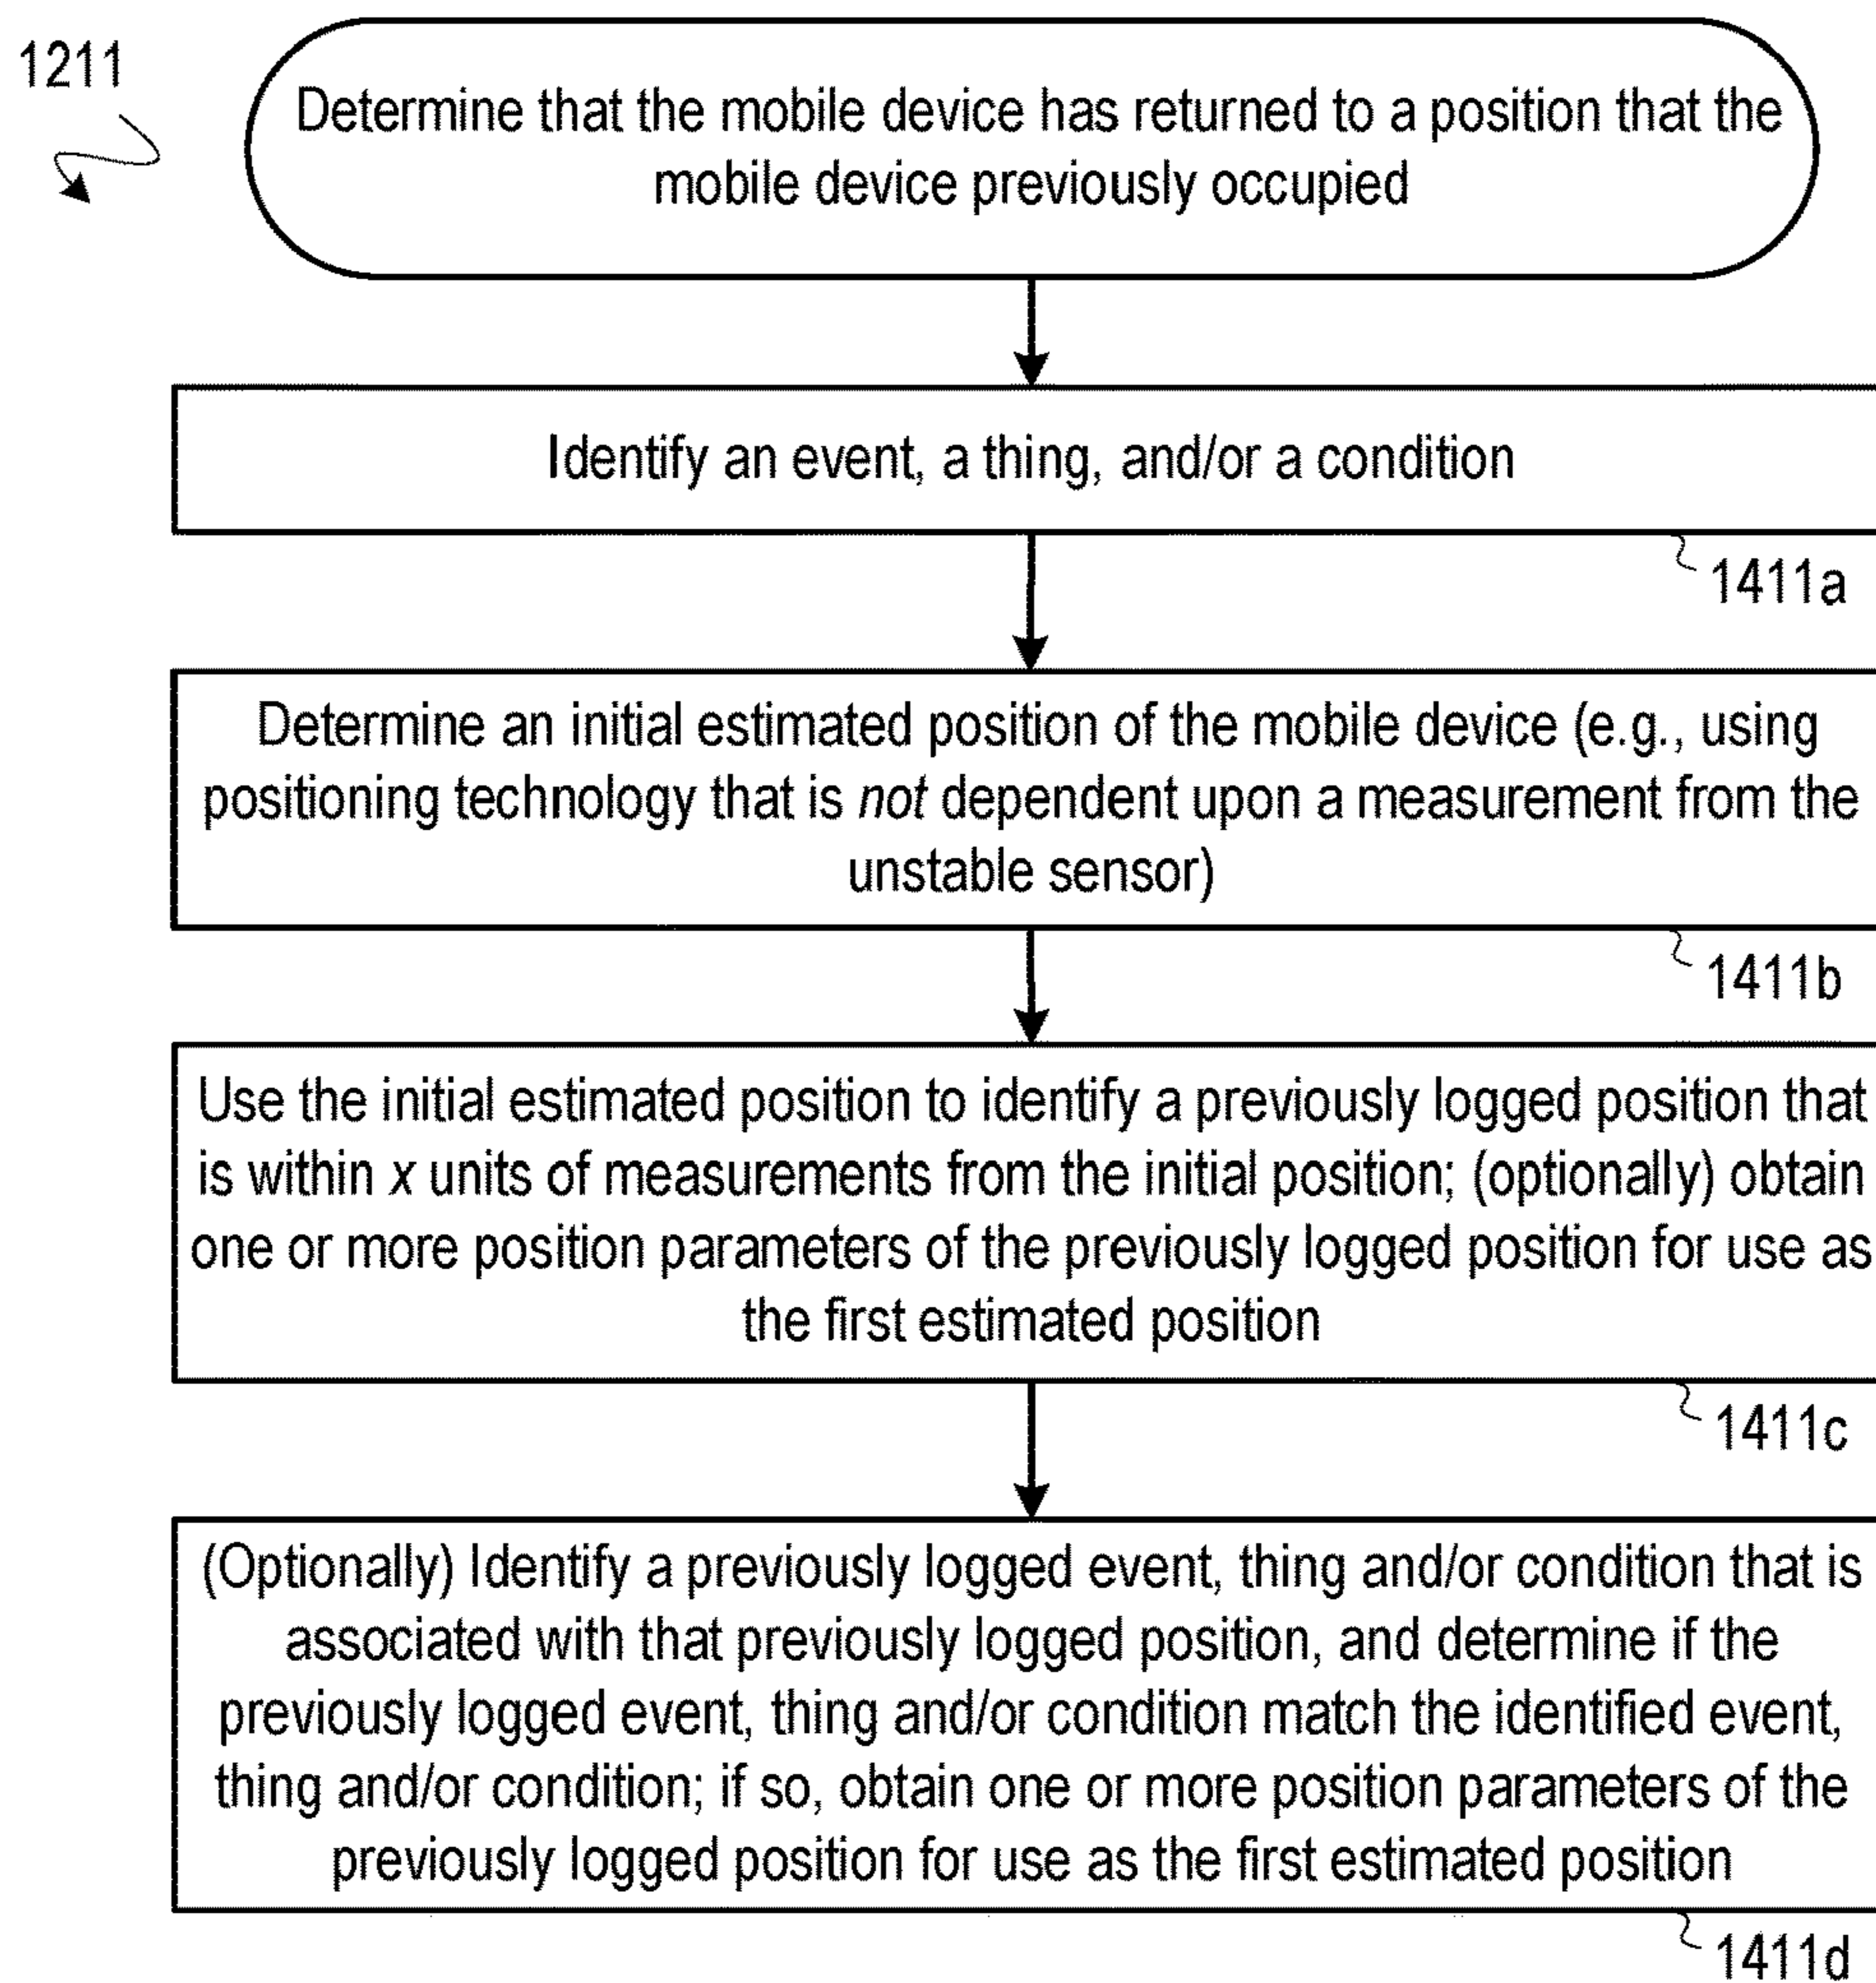 1211
Determine that the mobile device has returned to a position that the
mobile device previously occupied
Identify an event, a thing, and/or a condition
1411a
Determine an initial estimated position of the mobile device (e.g., using
positioning technology that is not dependent upon a measurement from the
unstable sensor)
1411b
Use the initial estimated position to identify a previously logged position that
is within x units of measurements from the initial position; (optionally) obtain
one or more position parameters of the previously logged position for use as
the first estimated position
1411c
(Optionally) Identify a previously logged event, thing and/or condition that is
associated with that previously logged position, and determine if the
previously logged event, thing and/or condition match the identified event,
thing and/or condition; if so, obtain one or more position parameters of the
previously logged position for use as the first estimated position
1411d